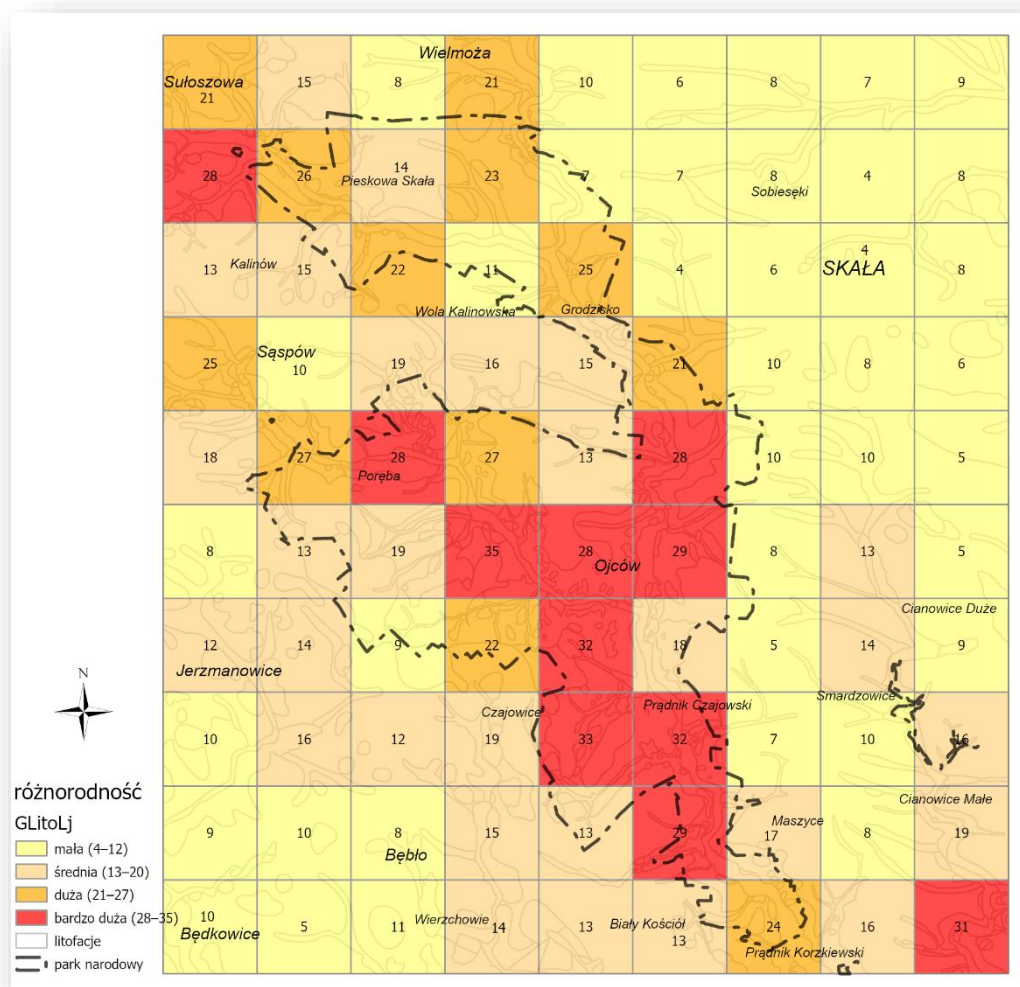 Wielmoża
Sułoszowa
21 15 8 21 10 6 8 7 9
28 26 14 23 7 7 8 4 8
Pieskowa Skała
Sobiesęki
13 Kalinów 15 22 11 25 4 6 4 8
SKAŁA
Wola Kalinowska Grodzisko
Sąspów
25 10 19 16 15 21 10 8 6
18 27 28 27 13 28 10 10 5
Poręba
8 13 19 35 28 29 8 13 5
Ojców
Cianowice Duże
12 14 9 22 32 18 5 14 9
Jerzmanowice
Smardzowice
Czajowice Prądnik Czajowski
10 16 12 19 33 32 7 10 16
Cianowice Małe
9 10 8 15 13 29 17 8 19
Maszyce
Bębło
10 5 11 14 13 13 24 16 31
Będkowice Wierzchowie Biały Kościół
Prądnik Korzkiewski
N
różnorodność
GLitoLj
mała (4–12)
średnia (13–20)
duża (21–27)
bardzo duża (28–35)
litofacje
park narodowy